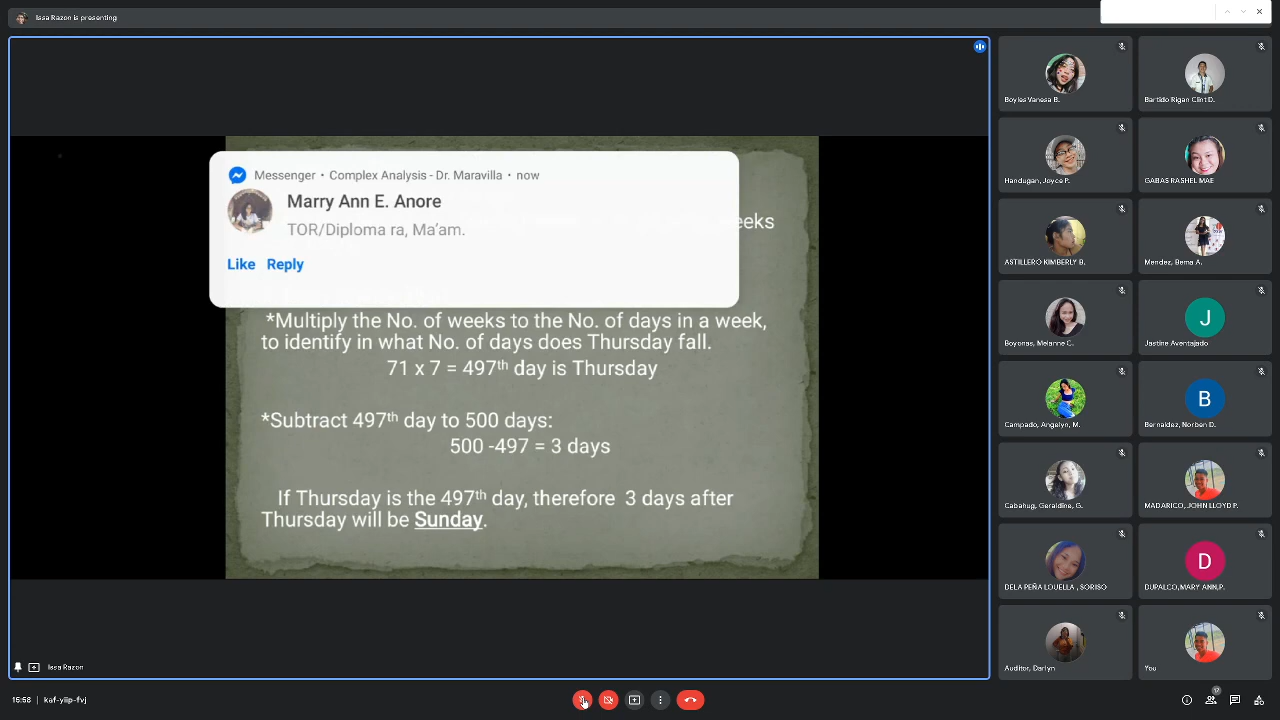 Issa Razon is presenting
Messenger • Complex Analysis - Dr. Maravilla • now
Marry Ann E. Anore
TOR/Diploma ra, Ma'am.
Like Reply
eeks
*Multiply the No. of weeks to the No. of days in a week,
to identify in what No. of days does Thursday fall.
71 x 7 = 497th day is Thursday
*Subtract 497th day to 500 days:
500 -497 = 3 days
If Thursday is the 497th day, therefore 3 days after
Thursday will be Sunday.
Issa Razon
Boyles Vanesa B.
Bartido Rigan Clint D.
Handugan, Joyce P.
GABAS RASHEL MAE
ASTILLERO KIMBERLY B.
Mendez, Berna A.
Boyonas, Melanne C.
J
Jastine Aventajado
Campado, Angelyn, M.
B
Bernaldez, Norben D.
Cabahug, Geraldine, G.
MADARICO, JOHN LLOYD P.
DELA PEÑA LOUELLA , SORISO
D
DUPALCO,MARY ANN,P.
Auditor, Darlyn
You
15:58 | kaf-yiip-fvj
17